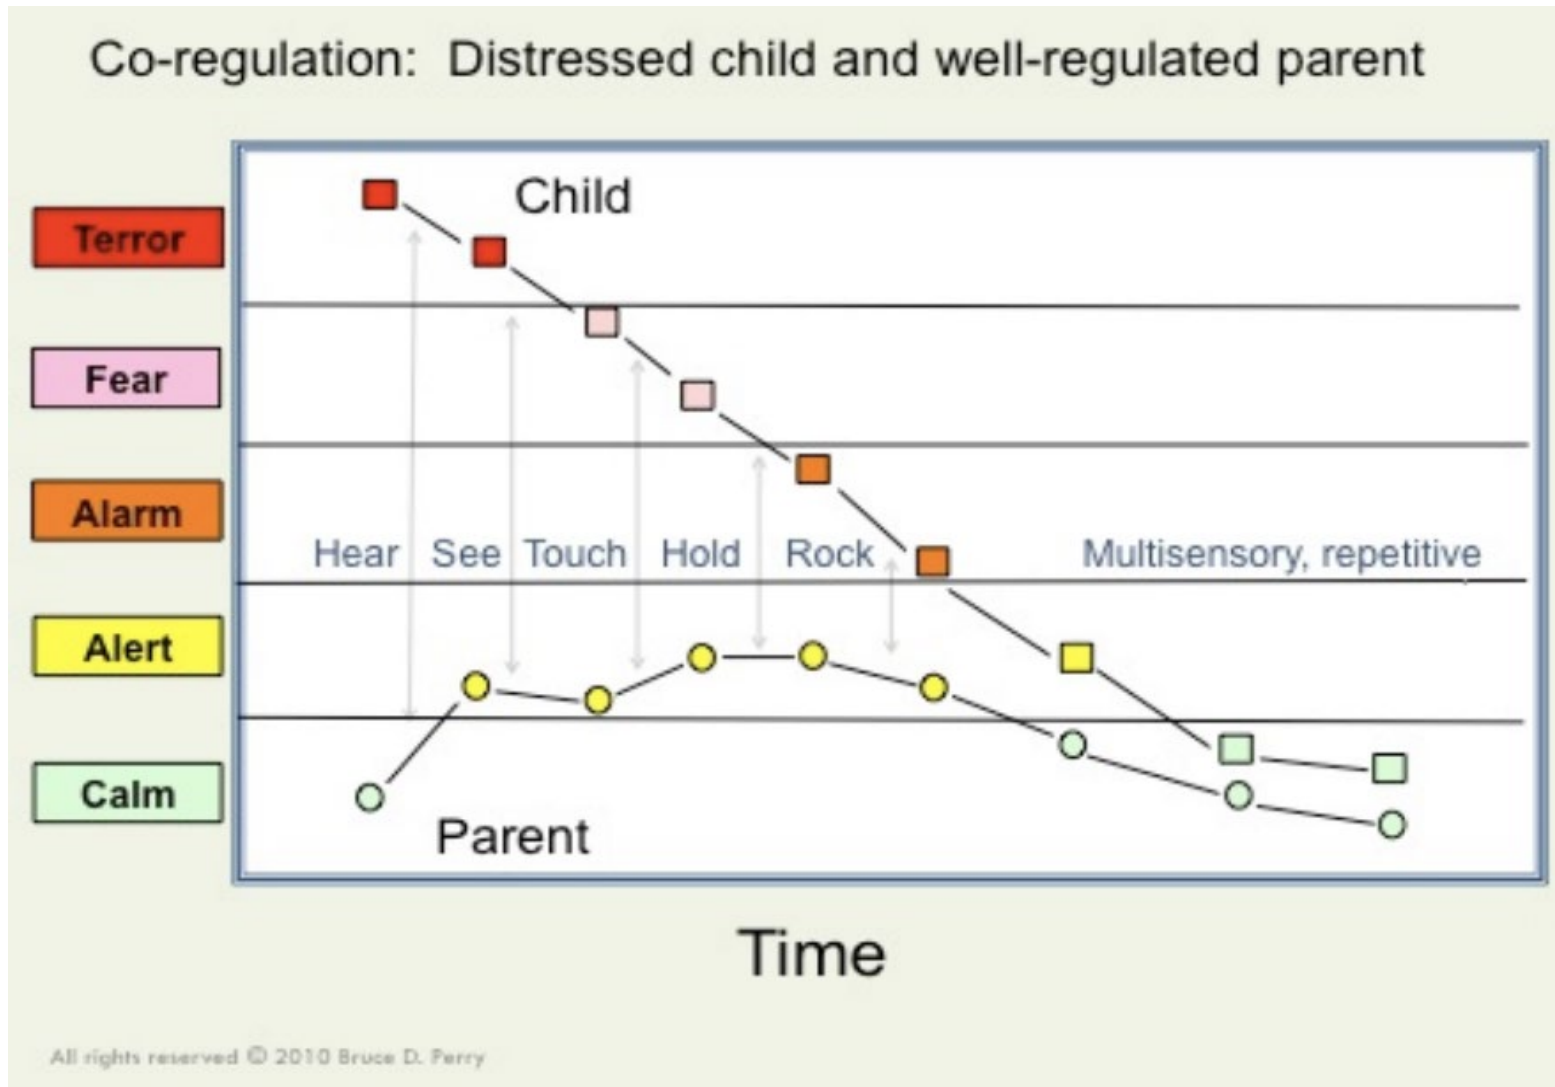 Co-regulation: Distressed child and well-regulated parent
Child
Terror
Fear
Alarm
Hear See Touch Hold Rock Multisensory, repetitive
Alert
Calm
Parent
Time
All rights reserved © 2010 Bruce D. Perry